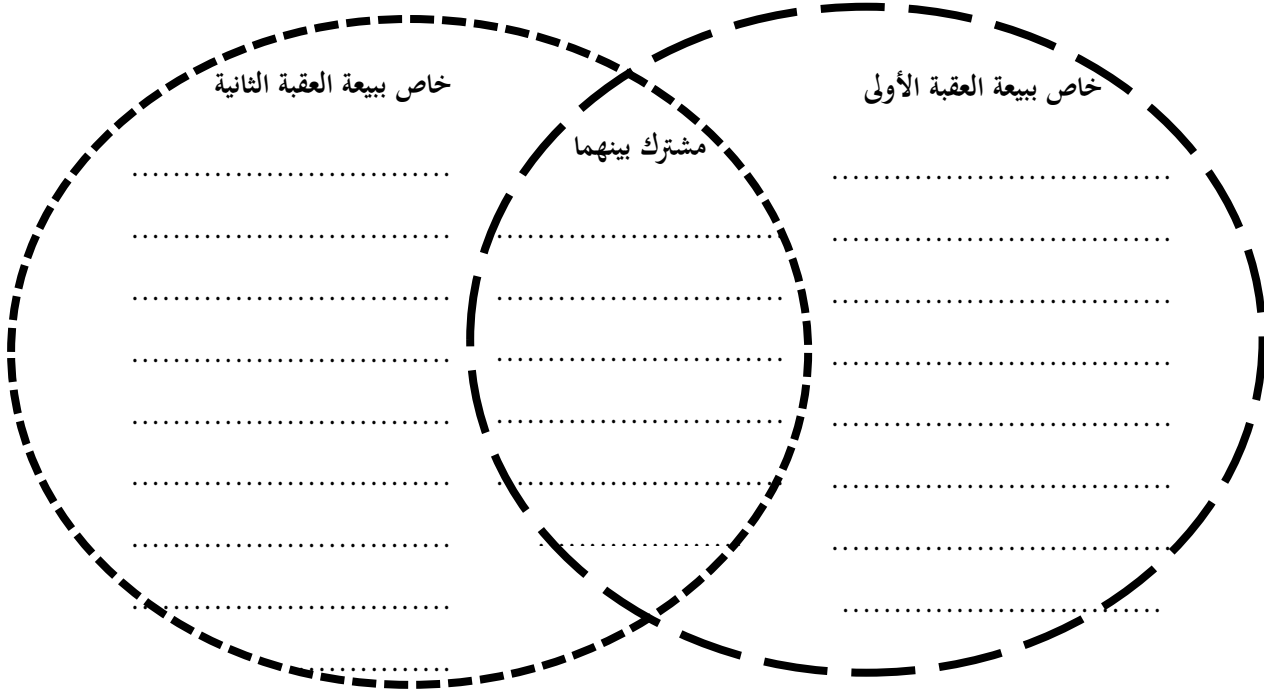 خاص ببيعة العقبة الأولى
خاص ببيعة العقبة الثانية
مشترك بينهما